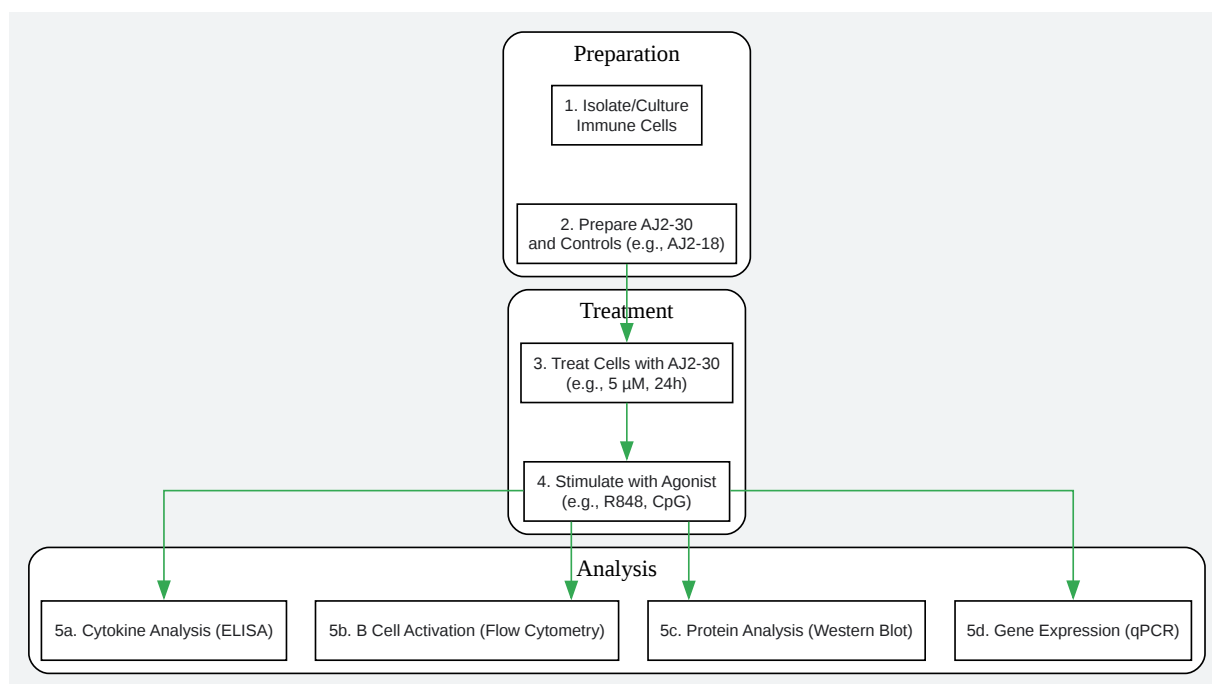 Preparation
1. Isolate/Culture
Immune Cells
2. Prepare AJ2-30
and Controls (e.g., AJ2-18)
Treatment
3. Treat Cells with AJ2-30
(e.g., 5 µM, 24h)
4. Stimulate with Agonist
(e.g., R848, CpG)
Analysis
5a. Cytokine Analysis (ELISA)
5b. B Cell Activation (Flow Cytometry)
5c. Protein Analysis (Western Blot)
5d. Gene Expression (qPCR)